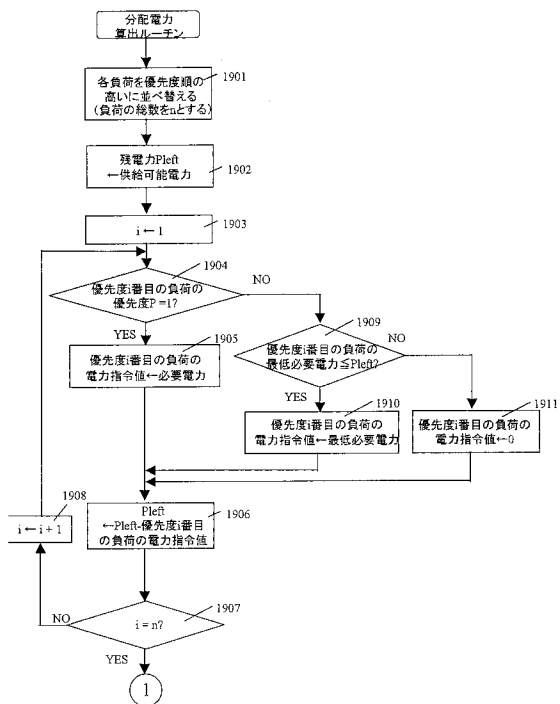 分配電力
算出ルーチン
1901
各負荷を優先度順の
高いに並べ替える
(負荷の総数をnとする)
残電力Pleft
←供給可能電力
1902
1903
i ← 1
1904
優先度i番目の負荷の
優先度P =1?
NO
YES
1905
優先度i番目の負荷の
電力指令値←必要電力
1909
優先度i番目の負荷の
最低必要電力≦Pleft?
NO
YES
1910
優先度i番目の負荷の
電力指令値←最低必要電力
1911
優先度i番目の負荷の
電力指令値←0
1908
i ← i + 1
Pleft
←Pleft-優先度i番目
の負荷の電力指令値
1906
1907
i = n?
NO
YES
1